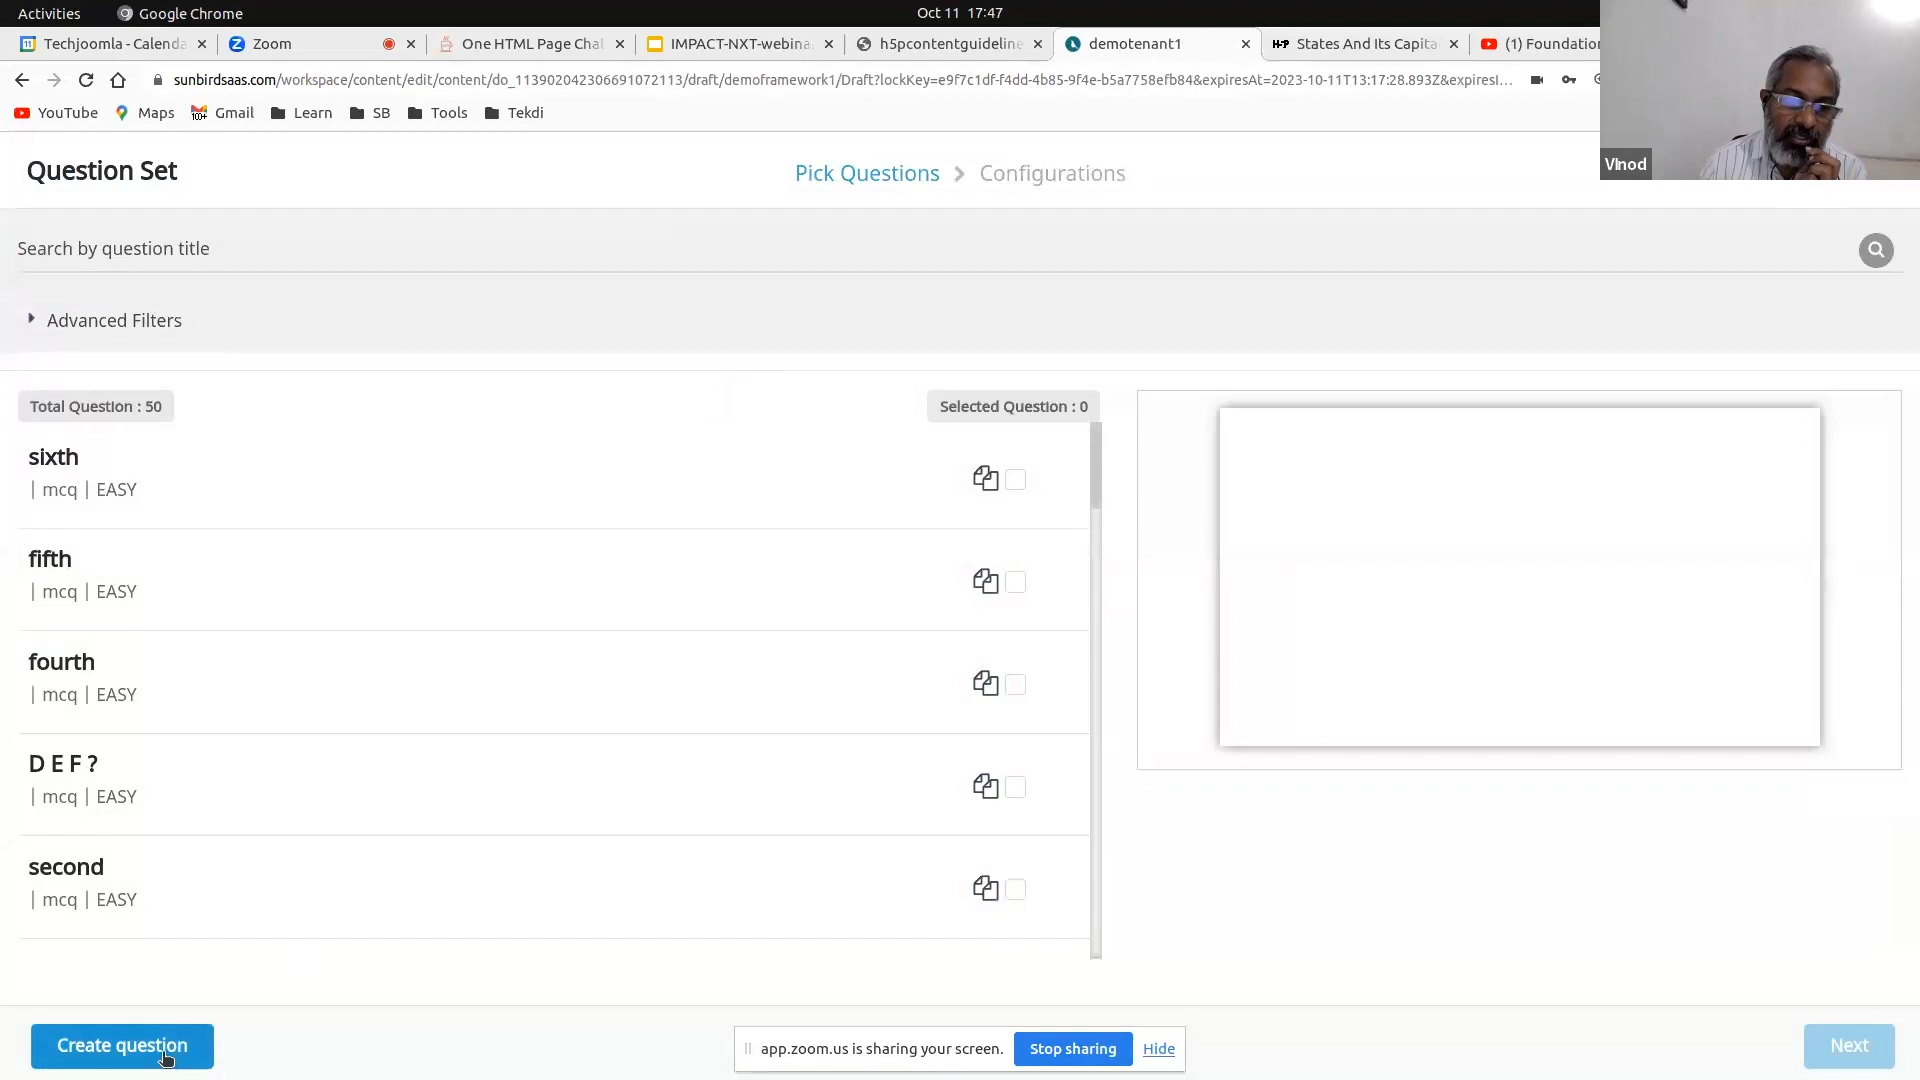 Activities Google Chrome Oct 11 17:47
Techjoomla - Calenda Zoom One HTML Page Chal IMPACT-NXT-webina h5pcontentguideline demotenant1 H-P States And Its Capita (1) Foundation
sunbirdsaas.com/workspace/content/edit/content/do_113902042306691072113/draft/demoframework1/Draft?lockKey=e9f7c1df-f4dd-4b85-9f4e-b5a7758efb84&expiresAt=2023-10-11T13:17:28.893Z&expiresI...
YouTube Maps Gmail Learn SB Tools Tekdi
VInod
Question Set Pick Questions Configurations
Search by question title
Advanced Filters
Total Question : 50 Selected Question : 0
sixth
| mcq | EASY
fifth
| mcq | EASY
fourth
| mcq | EASY
D E F ?
| mcq | EASY
second
| mcq | EASY
Create question app.zoom.us is sharing your screen. Stop sharing Hide Next